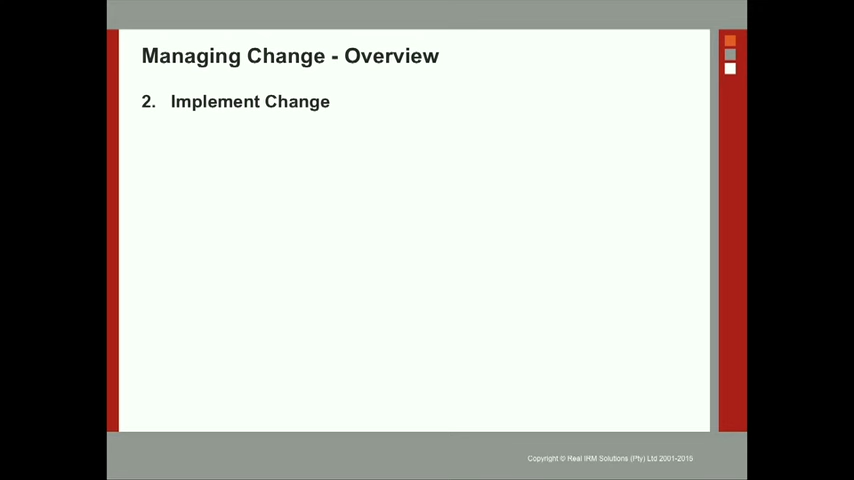 Managing Change - Overview
2. Implement Change
Copyright © Real IRM Solutions (Pty) Ltd 2001-2015